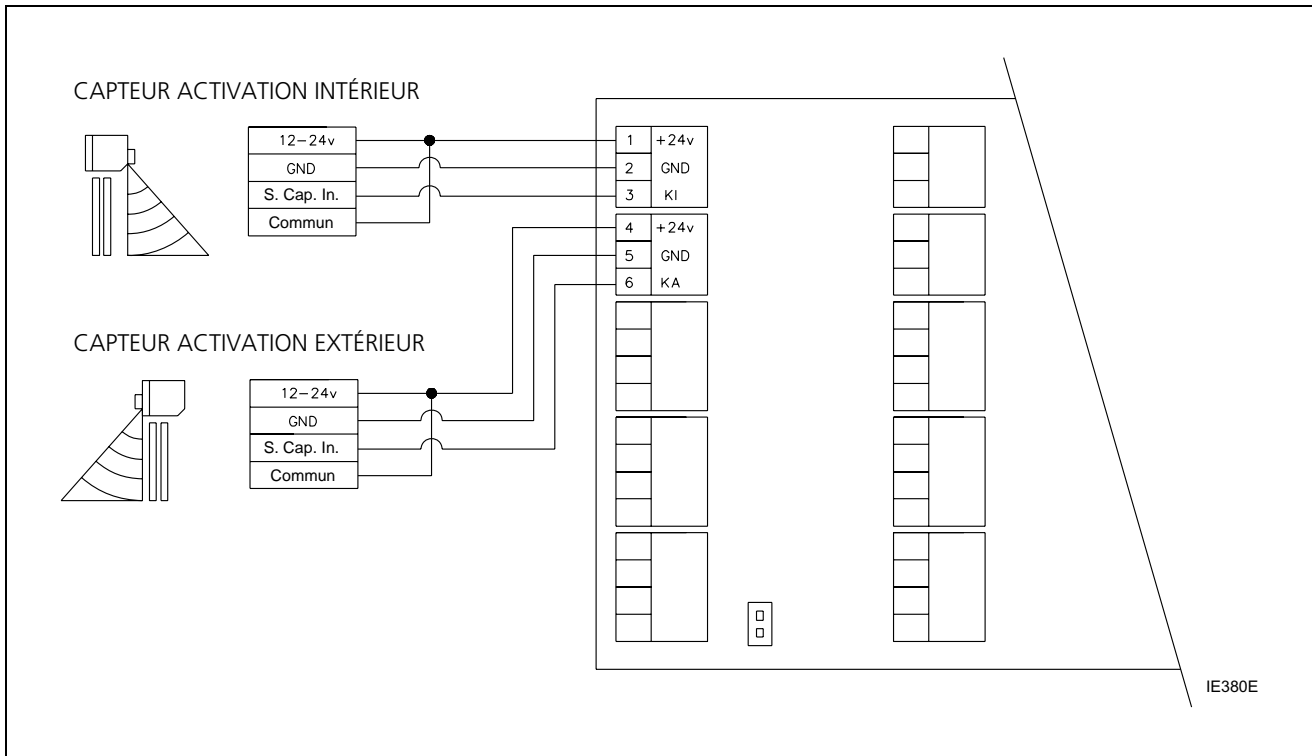 CAPTEUR ACTIVATION INTÉRIEUR
12-24v
GND
S. Cap. In.
Commun
1 +24v
2 GND
3 KI
4 +24v
5 GND
6 KA
CAPTEUR ACTIVATION EXTÉRIEUR
12-24v
GND
S. Cap. In.
Commun
IE380E